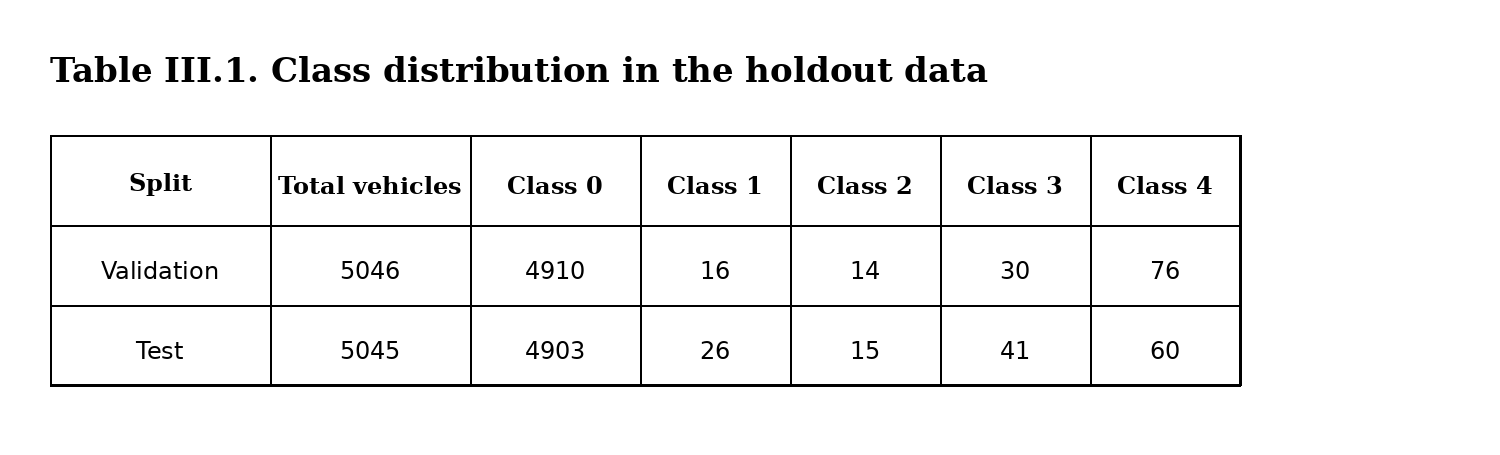 Table III.1. Class distribution in the holdout data
Split Total vehicles Class 0 Class 1 Class 2 Class 3 Class 4
Validation 5046 4910 16 14 30 76
Test 5045 4903 26 15 41 60